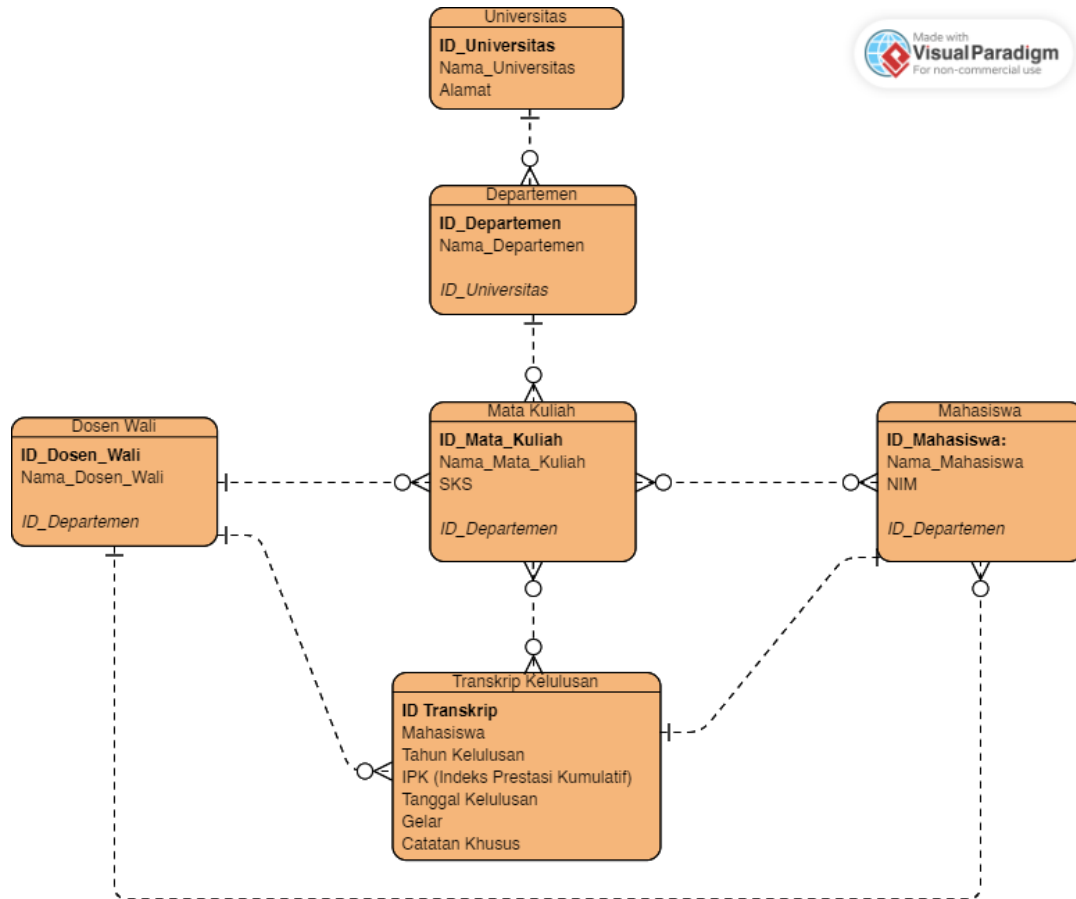 Universitas
ID_Universitas
Nama_Universitas
Alamat
Made with
Visual Paradigm
For non-commercial use
Departemen
ID_Departemen
Nama_Departemen
ID_Universitas
Dosen Wali
ID_Dosen_Wali
Nama_Dosen_Wali
ID_Departemen
Mata Kuliah
ID_Mata_Kuliah
Nama_Mata_Kuliah
SKS
ID_Departemen
Mahasiswa
ID_Mahasiswa:
Nama_Mahasiswa
NIM
ID_Departemen
Transkrip Kelulusan
ID Transkrip
Mahasiswa
Tahun Kelulusan
IPK (Indeks Prestasi Kumulatif)
Tanggal Kelulusan
Gelar
Catatan Khusus